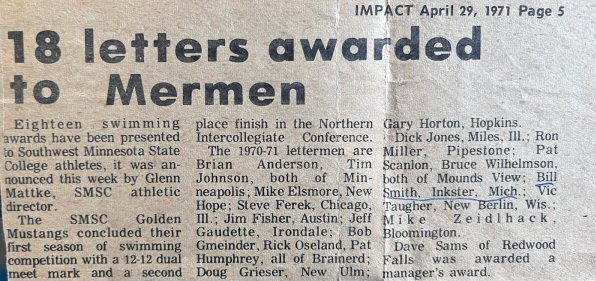 IMPACT April 29, 1971 Page 5
18 letters awarded
to Mermen
Eighteen swimming
awards have been presented
to Southwest Minnesota State
College athletes, it was an-
nounced this week by Glenn
Mattke, SMSC athletic
director.
The SMSC Golden
Mustangs concluded their
first season of swimming
competition with a 12-12 dual
meet mark and a second
place finish in the Northern
Intercollegiate Conference.
The 1970-71 lettermen are
Brian Anderson, Tim
Johnson, both of Min-
neapolis; Mike Elsmore, New
Hope; Steve Ferek, Chicago,
Ill.; Jim Fisher, Austin; Jeff
Gaudette, Irondale; Bob
Gmeinder, Rick Oseland, Pat
Humphrey, all of Brainerd;
Doug Grieser, New Ulm;
Gary Horton, Hopkins.
Dick Jones, Miles, Ill.; Ron
Miller, Pipestone; Pat
Scanlon, Bruce Wilhelmson,
both of Mounds View; Bill
Smith, Inkster, Mich.; Vic
Taugher, New Berlin, Wis.;
Mike Zeidlhack,
Bloomington.
Dave Sams of Redwood
Falls was awarded a
manager's award.